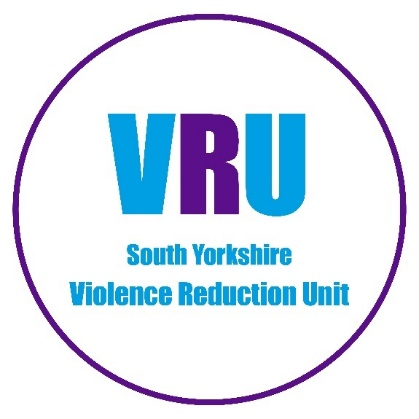 VRU
South Yorkshire
Violence Reduction Unit